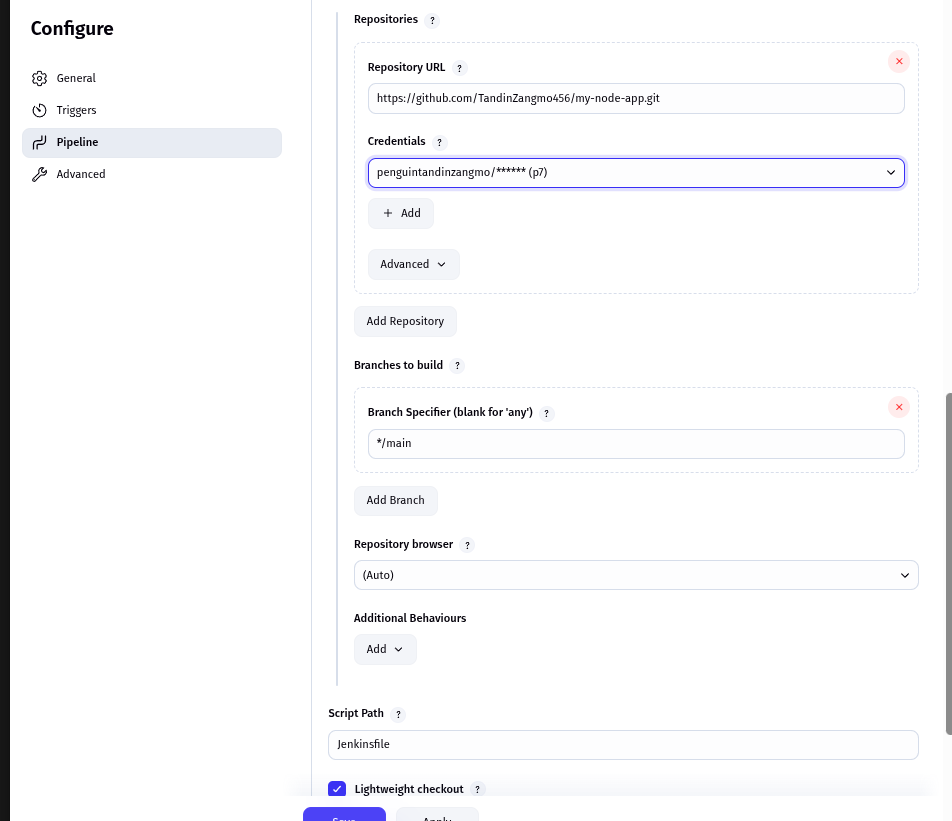 Configure
General
Triggers
Pipeline
Advanced
Repositories ?
Repository URL ?
https://github.com/TandinZangmo456/my-node-app.git
Credentials ?
penguintandinzangmo/****** (p7)
+ Add
Advanced
Add Repository
Branches to build ?
Branch Specifier (blank for 'any') ?
*/main
Add Branch
Repository browser ?
(Auto)
Additional Behaviours
Add
Script Path ?
Jenkinsfile
Lightweight checkout ?
Save
Apply